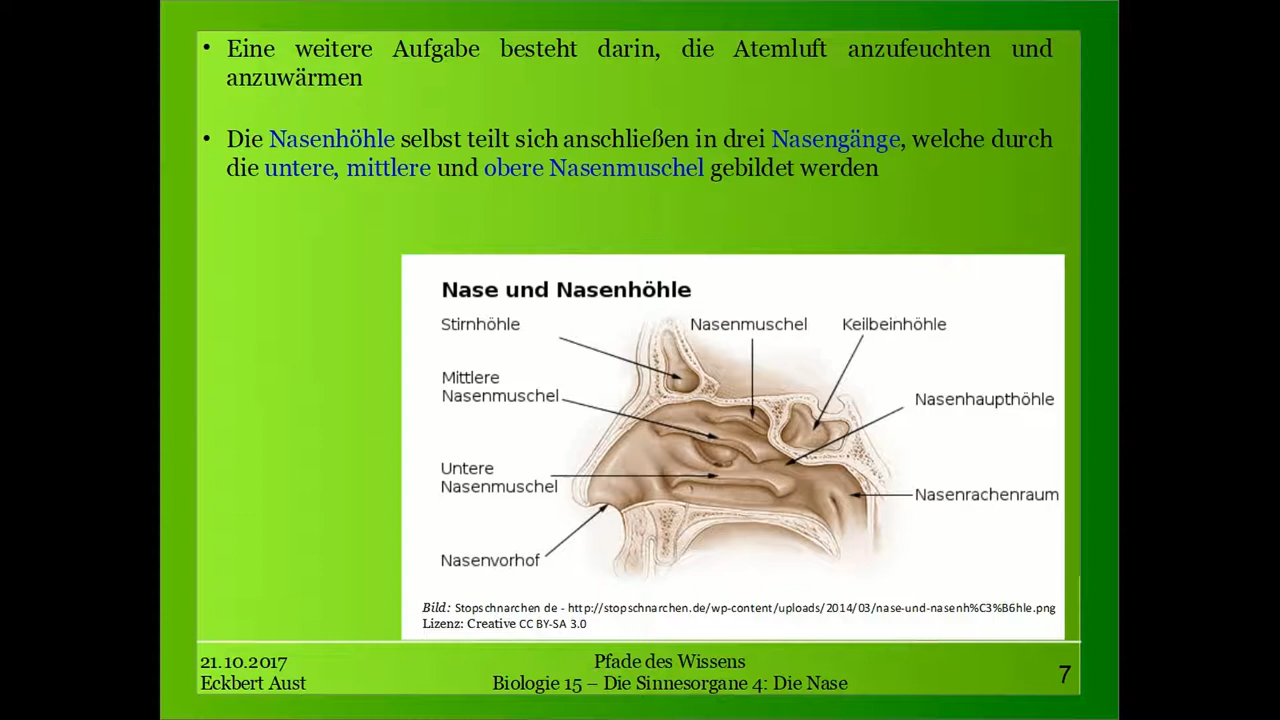 • Eine weitere Aufgabe besteht darin, die Atemluft anzufeuchten und
anzuwärmen
• Die Nasenhöhle selbst teilt sich anschließen in drei Nasengänge, welche durch
die untere, mittlere und obere Nasenmuschel gebildet werden
Nase und Nasenhöhle
Stirnhöhle
Nasenmuschel
Keilbeinhöhle
Mittlere
Nasenmuschel
Nasenhaupthöhle
Untere
Nasenmuschel
Nasenrachenraum
Nasenvorhof
Bild: Stopschnarchen de - http://stopschnarchen.de/wp-content/uploads/2014/03/nase-und-nasenh%C3%B6hle.png
Lizenz: Creative CC BY-SA 3.0
21.10.2017
Eckbert Aust
Pfade des Wissens
Biologie 15 – Die Sinnesorgane 4: Die Nase
7